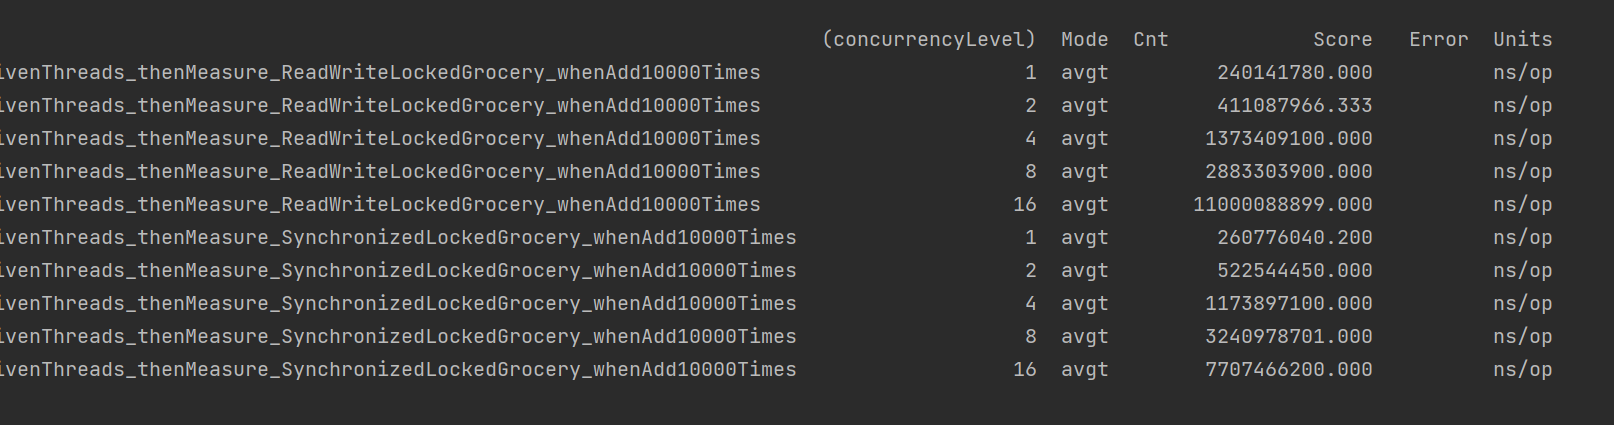 (concurrencyLevel) Mode Cnt Score Error Units
ivenThreads_thenMeasure_ReadWriteLockedGrocery_whenAdd10000Times 1 avgt 240141780.000 ns/op
ivenThreads_thenMeasure_ReadWriteLockedGrocery_whenAdd10000Times 2 avgt 411087966.333 ns/op
ivenThreads_thenMeasure_ReadWriteLockedGrocery_whenAdd10000Times 4 avgt 1373409100.000 ns/op
ivenThreads_thenMeasure_ReadWriteLockedGrocery_whenAdd10000Times 8 avgt 2883303900.000 ns/op
ivenThreads_thenMeasure_ReadWriteLockedGrocery_whenAdd10000Times 16 avgt 11000088899.000 ns/op
ivenThreads_thenMeasure_SynchronizedLockedGrocery_whenAdd10000Times 1 avgt 260776040.200 ns/op
ivenThreads_thenMeasure_SynchronizedLockedGrocery_whenAdd10000Times 2 avgt 522544450.000 ns/op
ivenThreads_thenMeasure_SynchronizedLockedGrocery_whenAdd10000Times 4 avgt 1173897100.000 ns/op
ivenThreads_thenMeasure_SynchronizedLockedGrocery_whenAdd10000Times 8 avgt 3240978701.000 ns/op
ivenThreads_thenMeasure_SynchronizedLockedGrocery_whenAdd10000Times 16 avgt 7707466200.000 ns/op